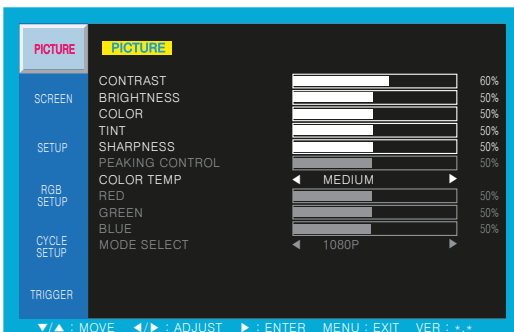 PICTURE
SCREEN
SETUP
RGB
SETUP
CYCLE
SETUP
TRIGGER
PICTURE
CONTRAST 60%
BRIGHTNESS 50%
COLOR 50%
TINT 50%
SHARPNESS 50%
PEAKING CONTROL 50%
COLOR TEMP ◀ MEDIUM ▶
RED 50%
GREEN 50%
BLUE 50%
MODE SELECT ◀ 1080P ▶
▼/▲ : MOVE ◀/▶ : ADJUST ▶ : ENTER MENU : EXIT VER : *.*